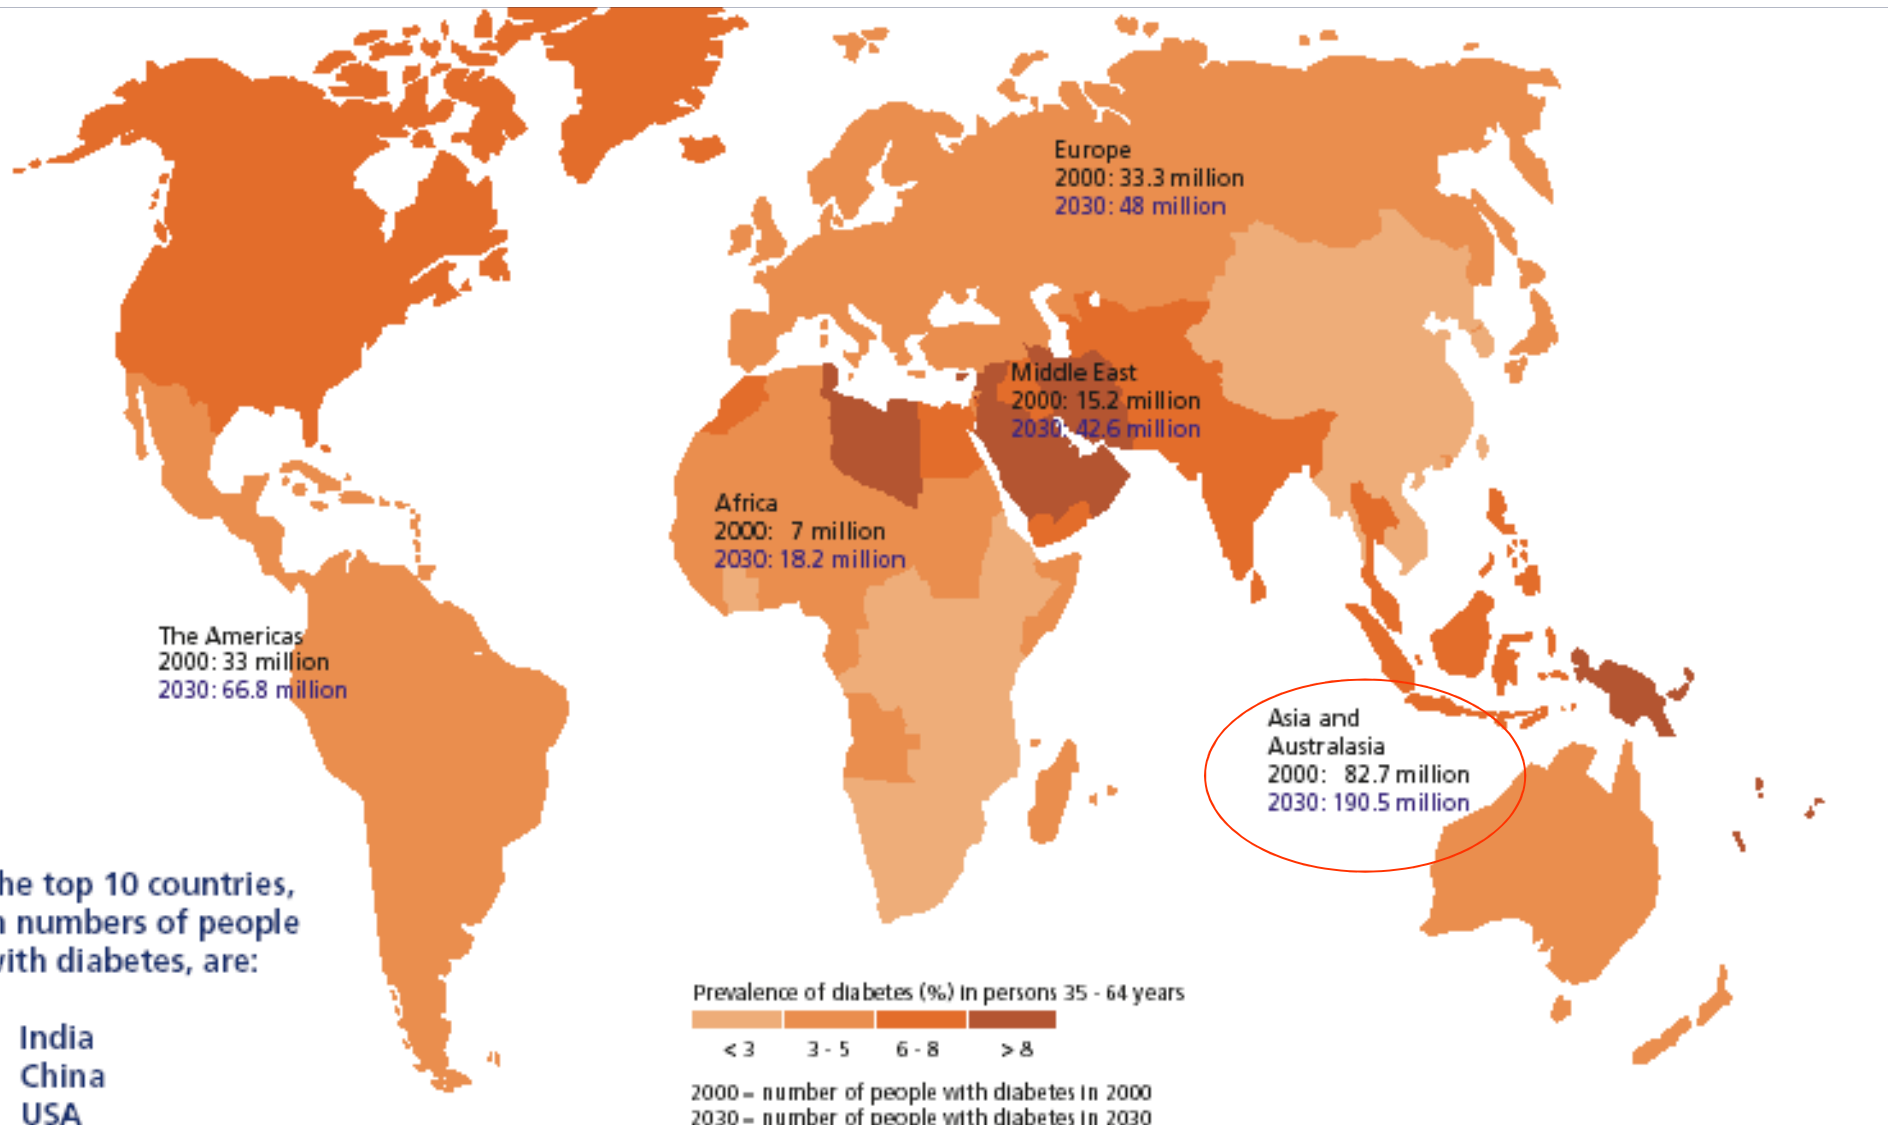 Europe
2000: 33.3 million
2030: 48 million
Middle East
2000: 15.2 million
2030: 42.6 million
Africa
2000: 7 million
2030: 18.2 million
The Americas
2000: 33 million
2030: 66.8 million
Asia and
Australasia
2000: 82.7 million
2030: 190.5 million
he top 10 countries,
numbers of people
with diabetes, are:
India
China
USA
Prevalence of diabetes (%) in persons 35 - 64 years
< 3 3 - 5 6 - 8 > 8
2000 = number of people with diabetes in 2000
2030 = number of people with diabetes in 2030